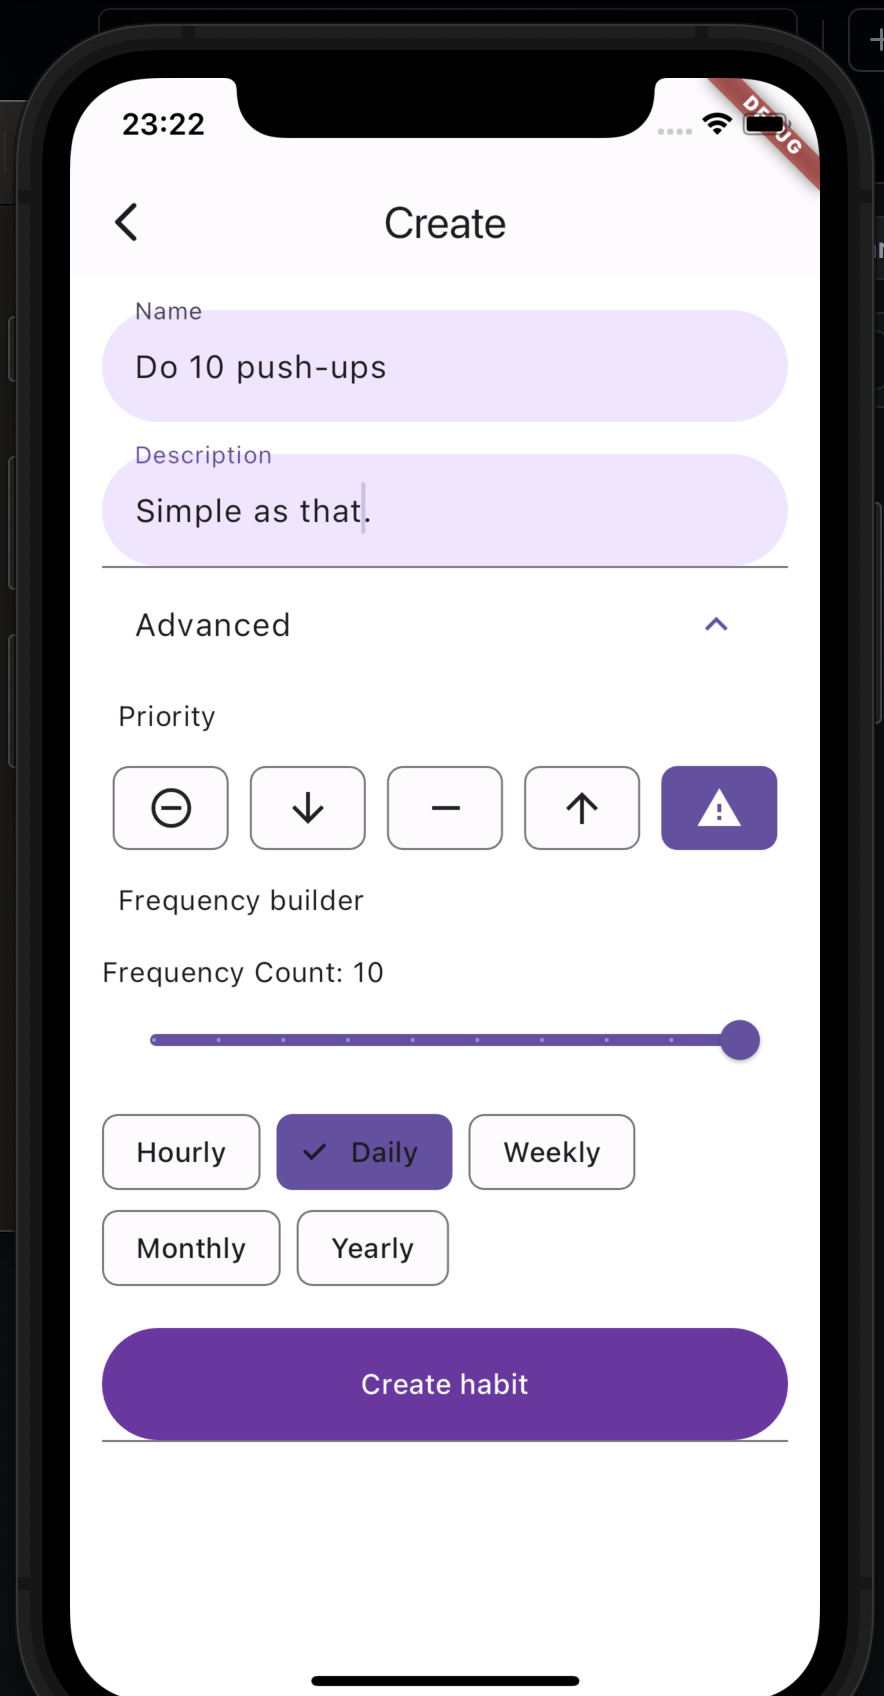 23:22
DEBUG
Create
Name
Do 10 push-ups
Description
Simple as that.
Advanced
Priority
Frequency builder
Frequency Count: 10
Hourly
Daily
Weekly
Monthly
Yearly
Create habit